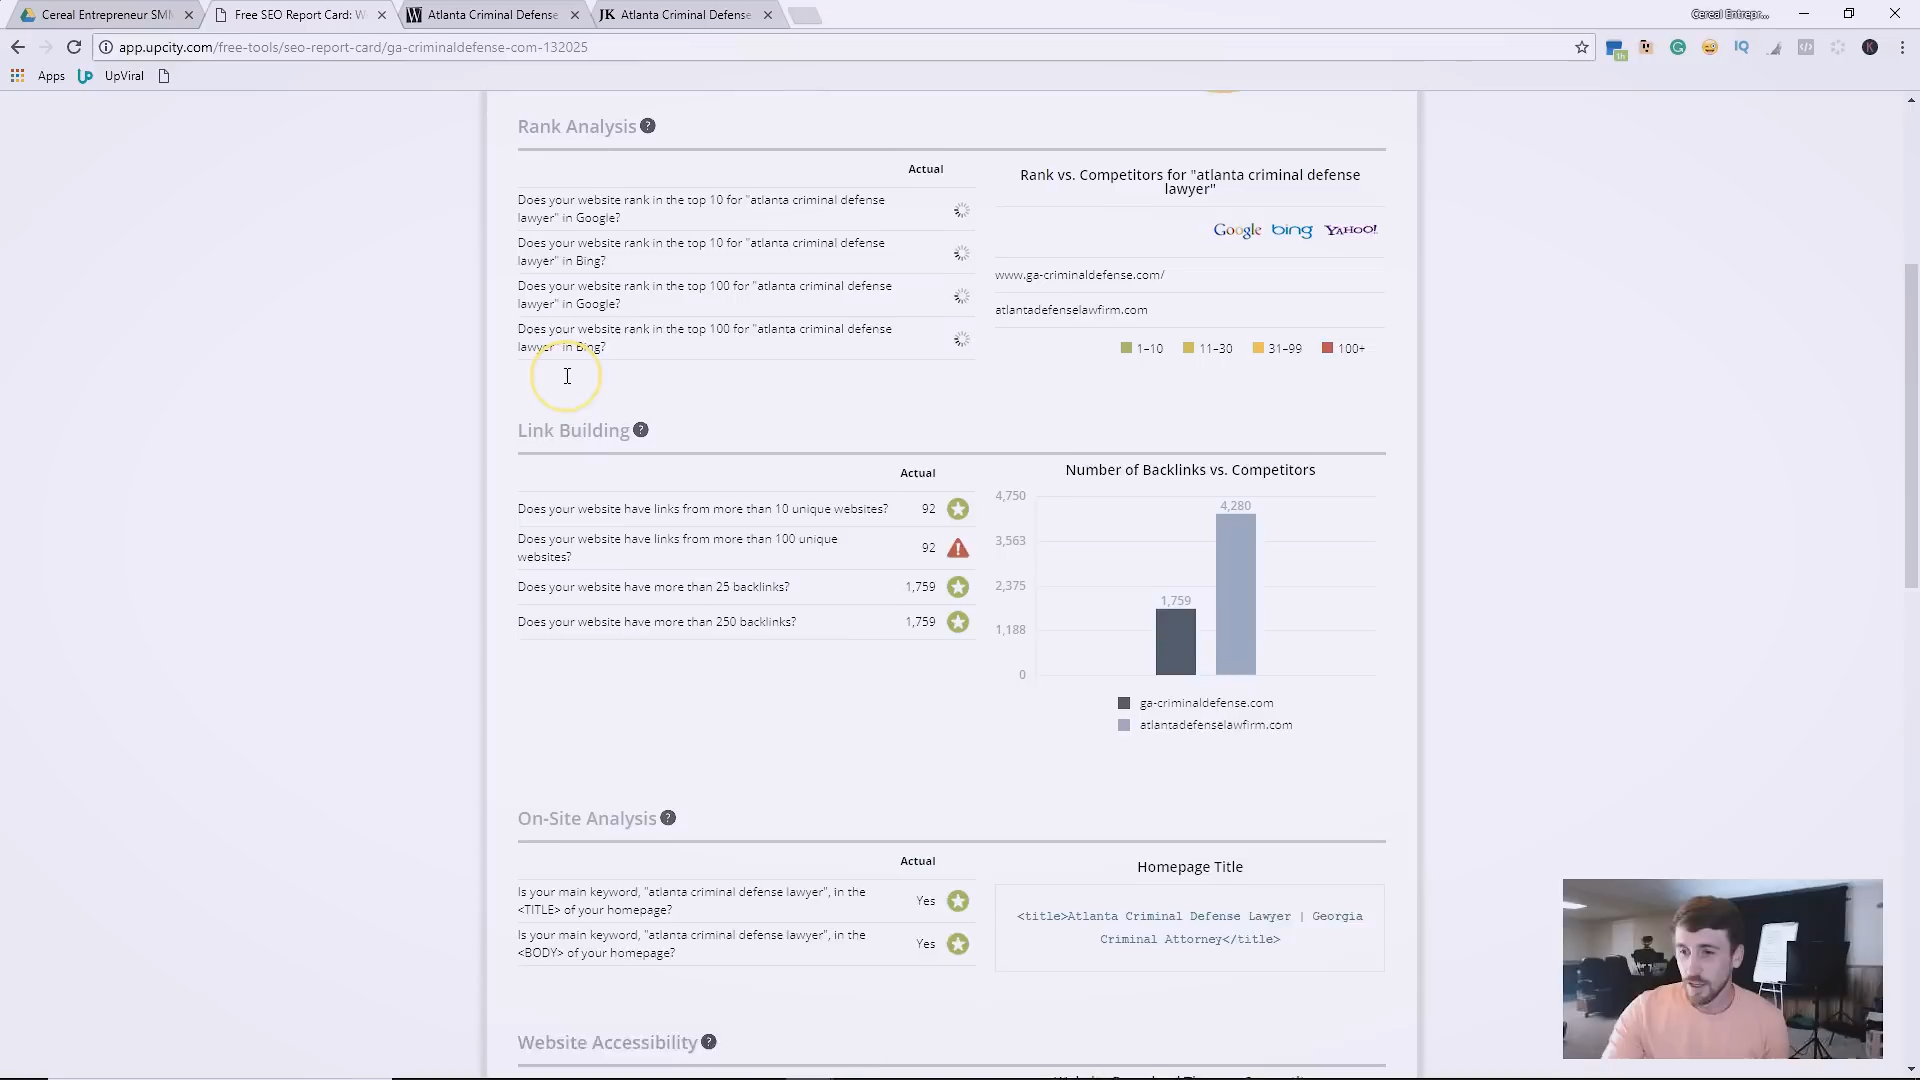 Cereal Entrepreneur SM
Free SEO Report Card: W
Atlanta Criminal Defense
JK Atlanta Criminal Defense
Cereal Entrepr...
app.upcity.com/free-tools/seo-report-card/ga-criminaldefense-com-132025
Apps
UpViral
Rank Analysis
Actual
Does your website rank in the top 10 for "atlanta criminal defense
lawyer" in Google?
Does your website rank in the top 10 for "atlanta criminal defense
lawyer" in Bing?
Does your website rank in the top 100 for "atlanta criminal defense
lawyer" in Google?
Does your website rank in the top 100 for "atlanta criminal defense
lawyer" in Bing?
Rank vs. Competitors for "atlanta criminal defense
lawyer"
Google bing YAHOO!
www.ga-criminaldefense.com/
atlantadefenselawfirm.com
1–10 11–30 31–99 100+
Link Building
Actual
Does your website have links from more than 10 unique websites? 92
Does your website have links from more than 100 unique
websites? 92
Does your website have more than 25 backlinks? 1,759
Does your website have more than 250 backlinks? 1,759
Number of Backlinks vs. Competitors
4,750
4,280
3,563
2,375
1,759
1,188
0
ga-criminaldefense.com
atlantadefenselawfirm.com
On-Site Analysis
Actual
Is your main keyword, "atlanta criminal defense lawyer", in the
<TITLE> of your homepage? Yes
Is your main keyword, "atlanta criminal defense lawyer", in the
<BODY> of your homepage? Yes
Homepage Title
<title>Atlanta Criminal Defense Lawyer | Georgia
Criminal Attorney</title>
Website Accessibility